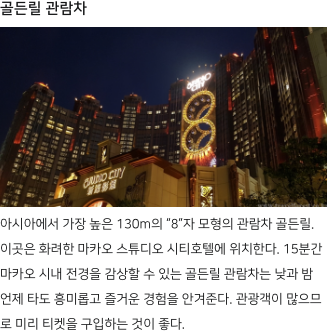 골든릴 관람차
STUDIO CITY
아시아에서 가장 높은 130m의 “8”자 모형의 관람차 골든릴.
이곳은 화려한 마카오 스튜디오 시티호텔에 위치한다. 15분간
마카오 시내 전경을 감상할 수 있는 골든릴 관람차는 낮과 밤
언제 타도 흥미롭고 즐거운 경험을 안겨준다. 관광객이 많으므
로 미리 티켓을 구입하는 것이 좋다.